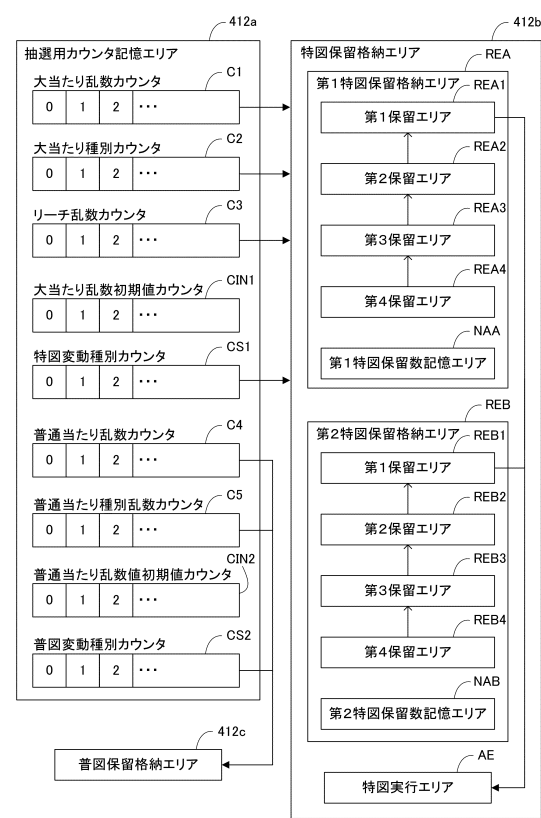 412a
抽選用カウンタ記憶エリア
大当たり乱数カウンタ
C1
0 1 2 ・・・
大当たり種別カウンタ
C2
0 1 2 ・・・
リーチ乱数カウンタ
C3
0 1 2 ・・・
大当たり乱数初期値カウンタ
CIN1
0 1 2 ・・・
特図変動種別カウンタ
CS1
0 1 2 ・・・
普通当たり乱数カウンタ
C4
0 1 2 ・・・
普通当たり種別乱数カウンタ
C5
0 1 2 ・・・
普通当たり乱数値初期値カウンタ
CIN2
0 1 2 ・・・
普図変動種別カウンタ
CS2
0 1 2 ・・・
412c
普図保留格納エリア
412b
特図保留格納エリア
REA
第1特図保留格納エリア
REA1
第1保留エリア
REA2
第2保留エリア
REA3
第3保留エリア
REA4
第4保留エリア
NAA
第1特図保留数記憶エリア
REB
第2特図保留格納エリア
REB1
第1保留エリア
REB2
第2保留エリア
REB3
第3保留エリア
REB4
第4保留エリア
NAB
第2特図保留数記憶エリア
AE
特図実行エリア